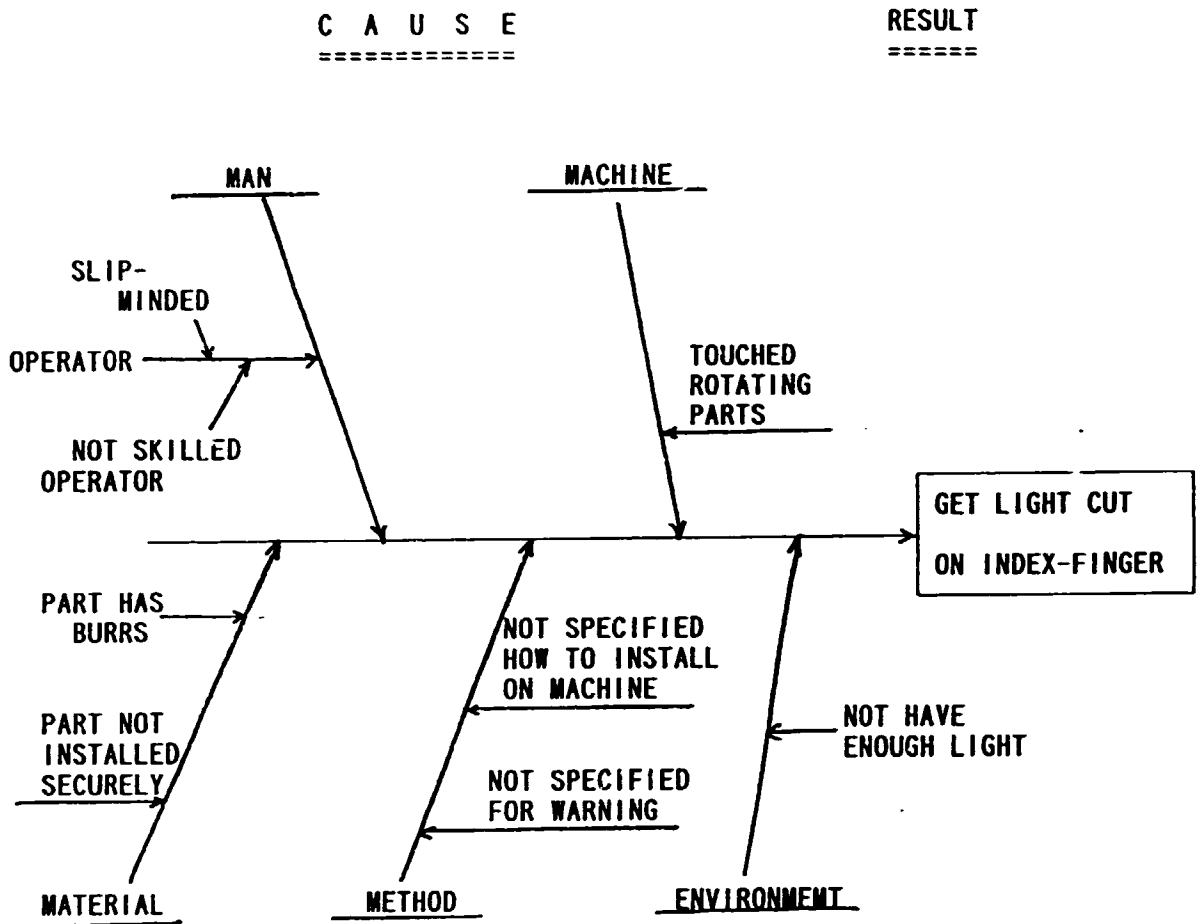 C A U S E
============
RESULT
======
MAN
MACHINE
SLIP-
MINDED
OPERATOR
NOT SKILLED
OPERATOR
TOUCHED
ROTATING
PARTS
GET LIGHT CUT
ON INDEX-FINGER
PART HAS
BURRS
PART NOT
INSTALLED
SECURELY
NOT SPECIFIED
HOW TO INSTALL
ON MACHINE
NOT SPECIFIED
FOR WARNING
NOT HAVE
ENOUGH LIGHT
MATERIAL
METHOD
ENVIRONMEMT